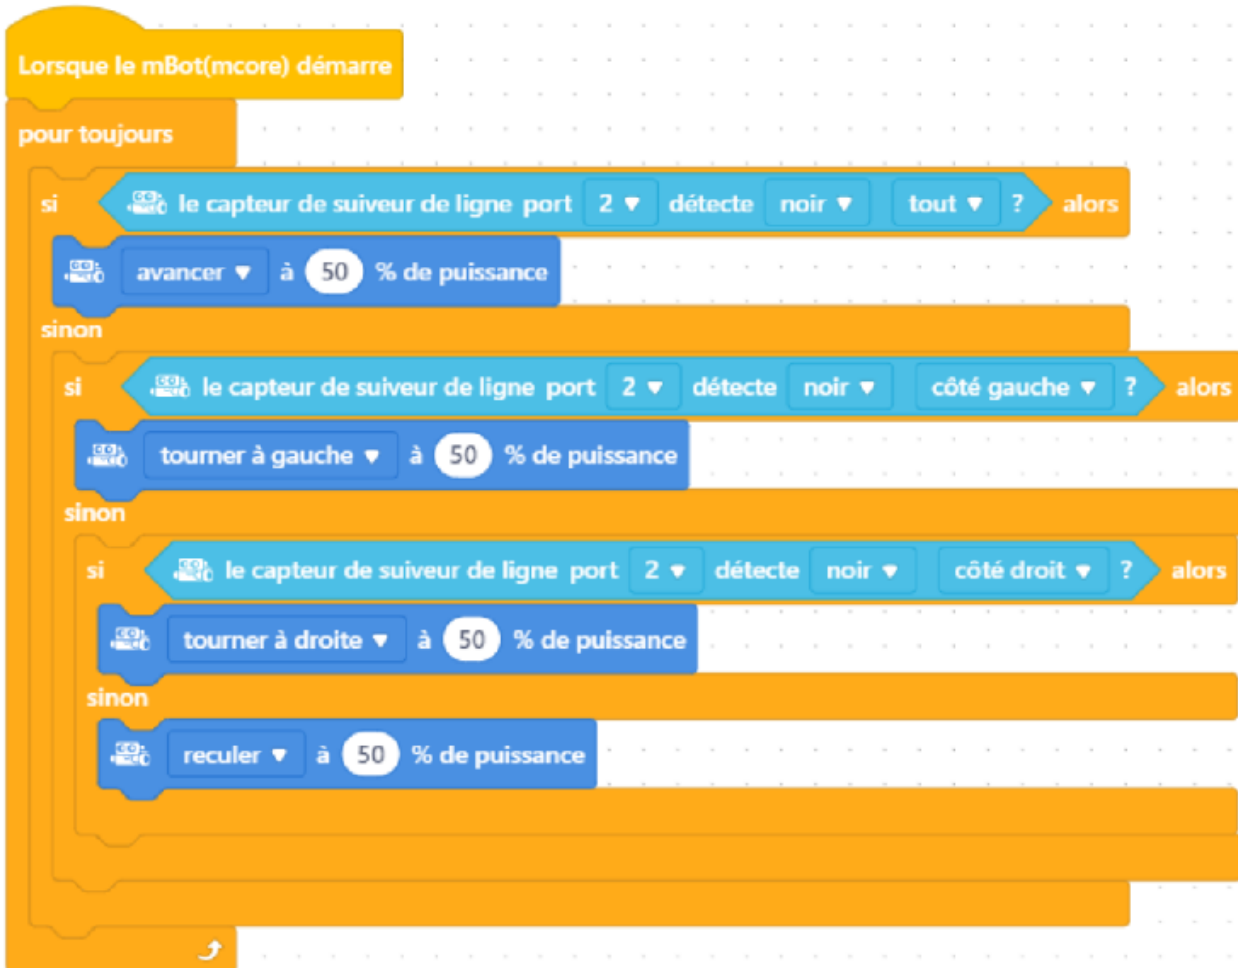 Lorsque le mBot(mcore) démarre
pour toujours
si le capteur de suiveur de ligne port 2 détecte noir tout ? alors
avancer à 50 % de puissance
sinon
si le capteur de suiveur de ligne port 2 détecte noir côté gauche ? alors
tourner à gauche à 50 % de puissance
sinon
si le capteur de suiveur de ligne port 2 détecte noir côté droit ? alors
tourner à droite à 50 % de puissance
sinon
reculer à 50 % de puissance